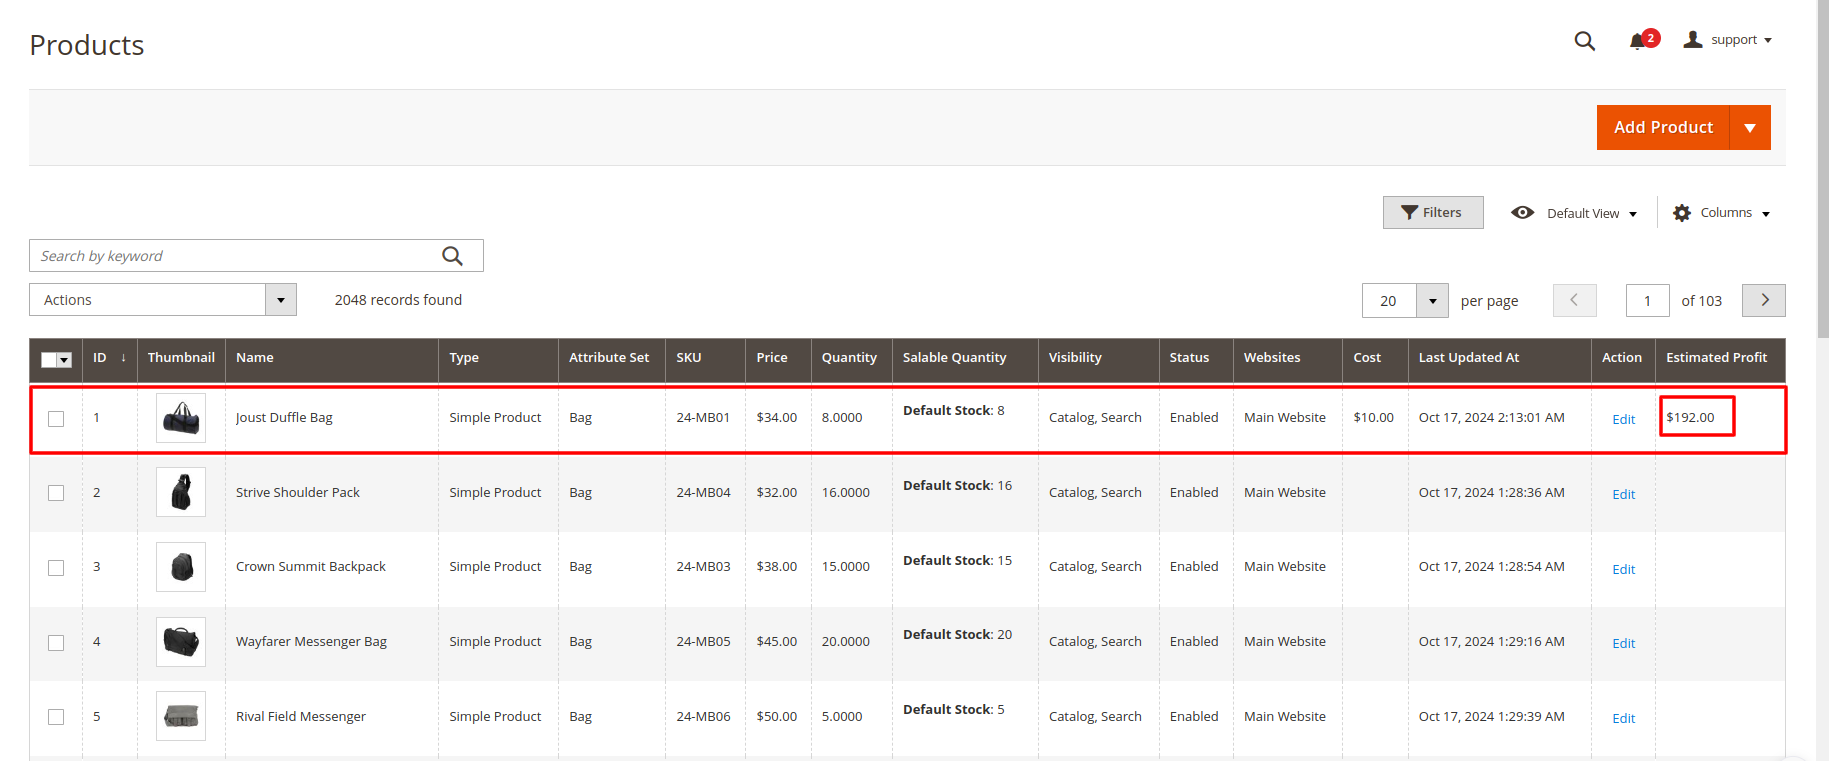 Products
2
support
Add Product
Filters
Default View
Columns
Search by keyword
Actions
2048 records found
20
per page
1
of 103
ID ↓ Thumbnail Name Type Attribute Set SKU Price Quantity Salable Quantity Visibility Status Websites Cost Last Updated At Action Estimated Profit
1 Joust Duffle Bag Simple Product Bag 24-MB01 $34.00 8.0000 Default Stock: 8 Catalog, Search Enabled Main Website $10.00 Oct 17, 2024 2:13:01 AM Edit $192.00
2 Strive Shoulder Pack Simple Product Bag 24-MB04 $32.00 16.0000 Default Stock: 16 Catalog, Search Enabled Main Website Oct 17, 2024 1:28:36 AM Edit
3 Crown Summit Backpack Simple Product Bag 24-MB03 $38.00 15.0000 Default Stock: 15 Catalog, Search Enabled Main Website Oct 17, 2024 1:28:54 AM Edit
4 Wayfarer Messenger Bag Simple Product Bag 24-MB05 $45.00 20.0000 Default Stock: 20 Catalog, Search Enabled Main Website Oct 17, 2024 1:29:16 AM Edit
5 Rival Field Messenger Simple Product Bag 24-MB06 $50.00 5.0000 Default Stock: 5 Catalog, Search Enabled Main Website Oct 17, 2024 1:29:39 AM Edit